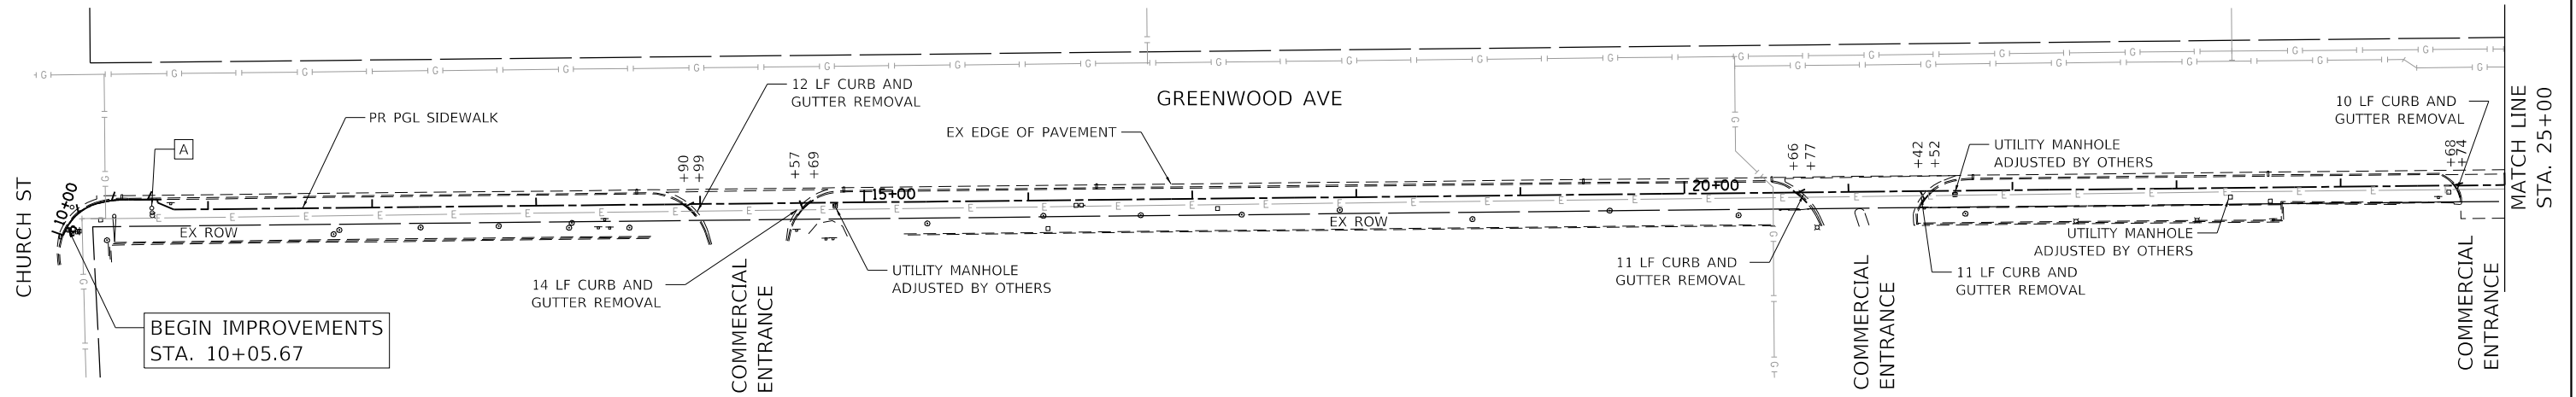 12 LF CURB AND
GUTTER REMOVAL
GREENWOOD AVE
10 LF CURB AND
GUTTER REMOVAL
PR PGL SIDEWALK
EX EDGE OF PAVEMENT
A
UTILITY MANHOLE
ADJUSTED BY OTHERS
MATCH LINE
STA. 25+00
CHURCH ST
10+00
+90
+99
+57
+69
15+00
+66
+77
20+00
+42
+52
+68
+74
EX ROW
EX ROW
UTILITY MANHOLE
ADJUSTED BY OTHERS
14 LF CURB AND
GUTTER REMOVAL
UTILITY MANHOLE
ADJUSTED BY OTHERS
11 LF CURB AND
GUTTER REMOVAL
11 LF CURB AND
GUTTER REMOVAL
BEGIN IMPROVEMENTS
STA. 10+05.67
COMMERCIAL
ENTRANCE
COMMERCIAL
ENTRANCE
COMMERCIAL
ENTRANCE